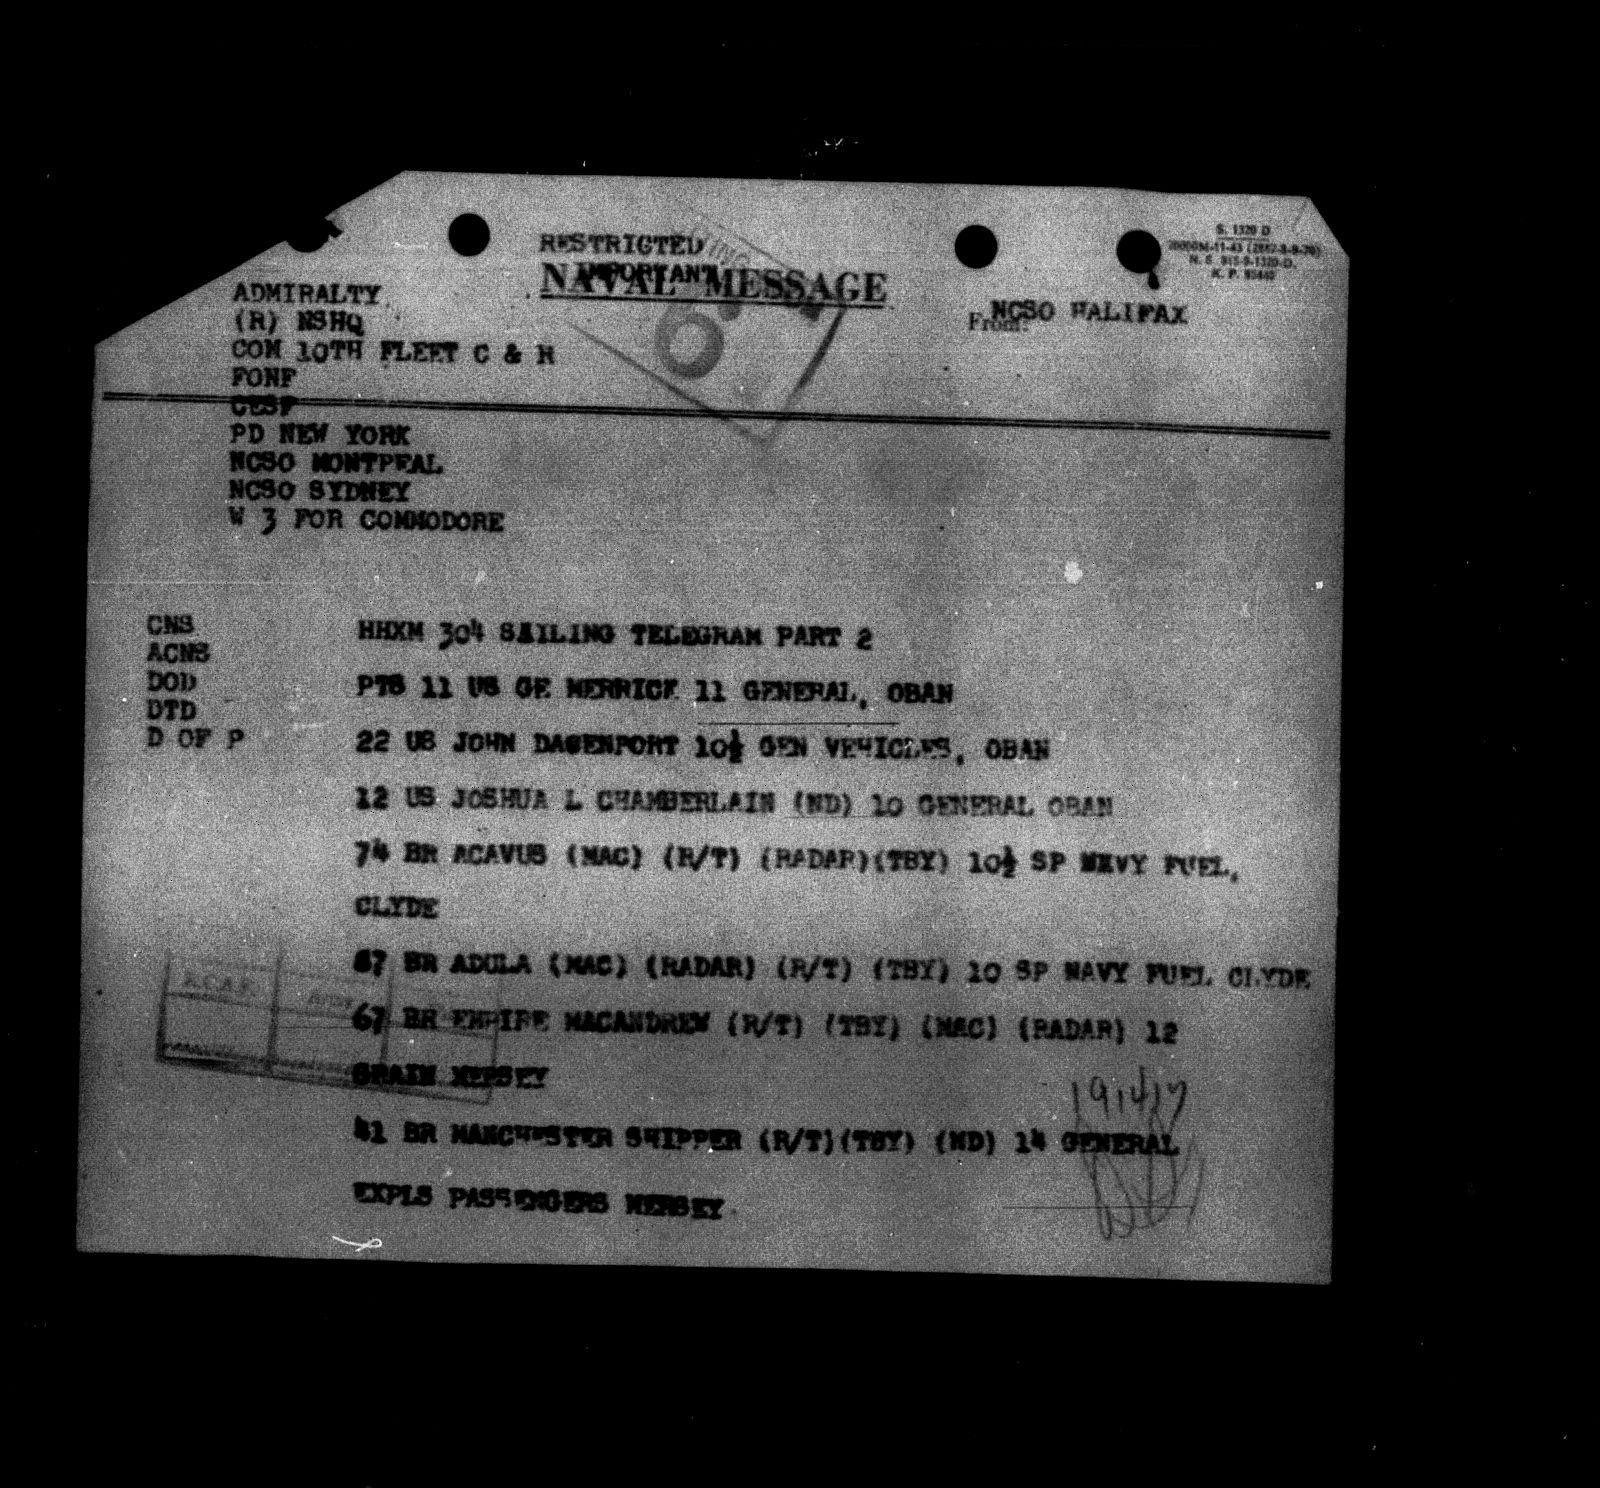 RESTRICTED
IMPORTANT
NAVAL MESSAGE
S. 1320 D
From:
NCSO HALIFAX
ADMIRALTY
(R) NSHQ
COM 10TH FLEET C & R
FONF
CESF
PD NEW YORK
NCSO MONTREAL
NCSO SYDNEY
W 3 FOR COMMODORE
CNS
ACNS
DOD
DTD
D OF P
HHXM 304 SAILING TELEGRAM PART 2
PTS 11 US GE MERRICK 11 GENERAL, OBAN
22 US JOHN DAGENPORT 10½ GEN VEHICLES, OBAN
12 US JOSHUA L CHAMBERLAIN (ND) 10 GENERAL OBAN
74 BR ACAVUS (MAC) (R/T) (RADAR)(TBY) 10½ SP NAVY FUEL,
CLYDE
87 BR ADULA (MAC) (RADAR) (R/T) (TBY) 10 SP NAVY FUEL CLYDE
67 BR EMPIRE MACANDREW (R/T) (TBY) (MAC) (RADAR) 12
GRAIN MERSEY
41 BR MANCHESTER SHIPPER (R/T)(TBY) (ND) 14 GENERAL
EXPLS PASSENGERS MERSEY
R.C.A.F.